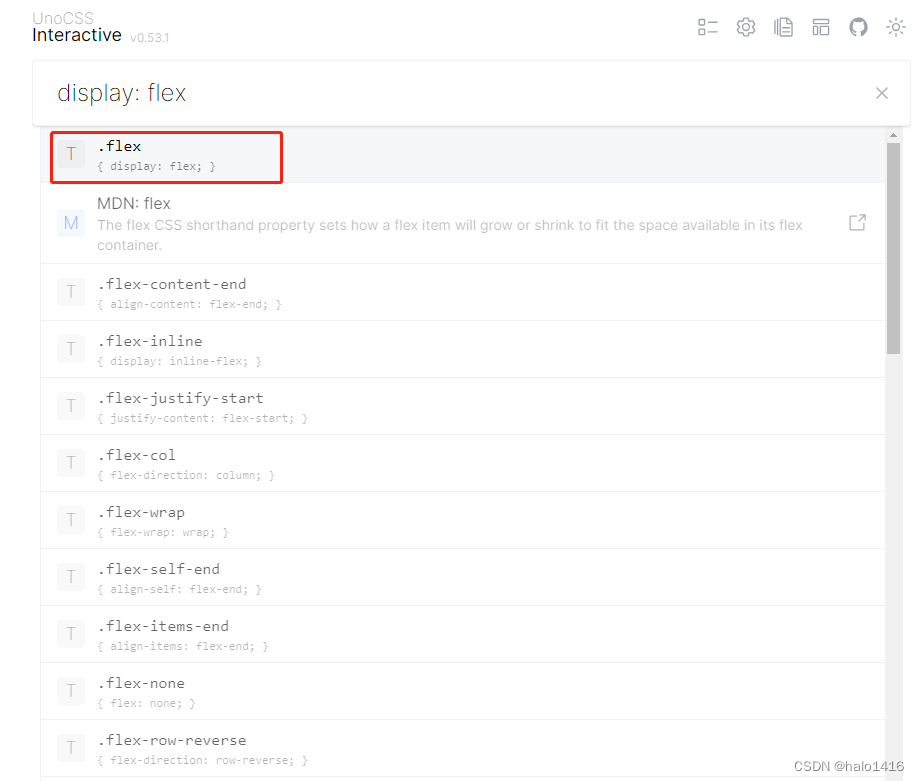 UnoCSS
Interactive v0.53.1
display: flex
T .flex
{ display: flex; }
MDN: flex
M The flex CSS shorthand property sets how a flex item will grow or shrink to fit the space available in its flex
container.
T .flex-content-end
{ align-content: flex-end; }
T .flex-inline
{ display: inline-flex; }
T .flex-justify-start
{ justify-content: flex-start; }
T .flex-col
{ flex-direction: column; }
T .flex-wrap
{ flex-wrap: wrap; }
T .flex-self-end
{ align-self: flex-end; }
T .flex-items-end
{ align-items: flex-end; }
T .flex-none
{ flex: none; }
T .flex-row-reverse
{ flex-direction: row-reverse; }
CSDN @halo1416